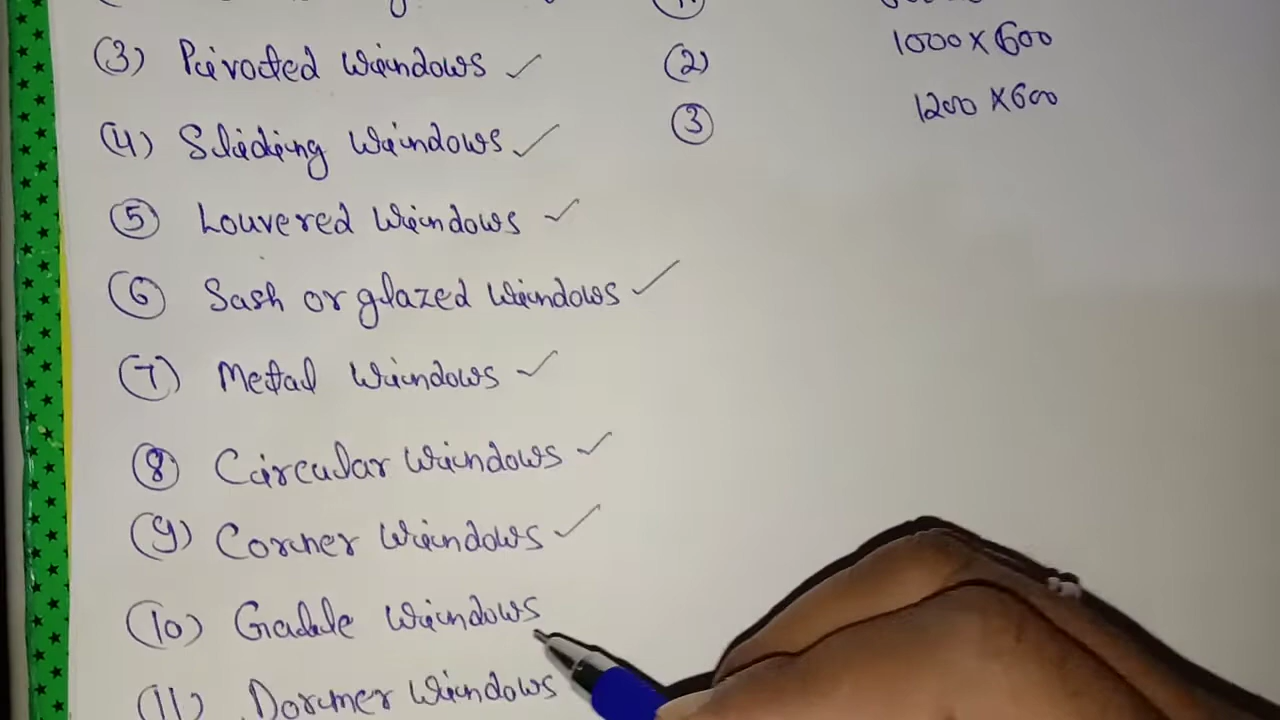 (3) Pivoted Windows ✓
(4) Sliding Windows ✓
(5) Louvered Windows ✓
(6) Sash or glazed Windows ✓
(7) Metal Windows ✓
(8) Circular Windows ✓
(9) Corner Windows ✓
(10) Gable Windows
(11) Dormer Windows
(2)
1000 X 600
(3)
1200 X 600